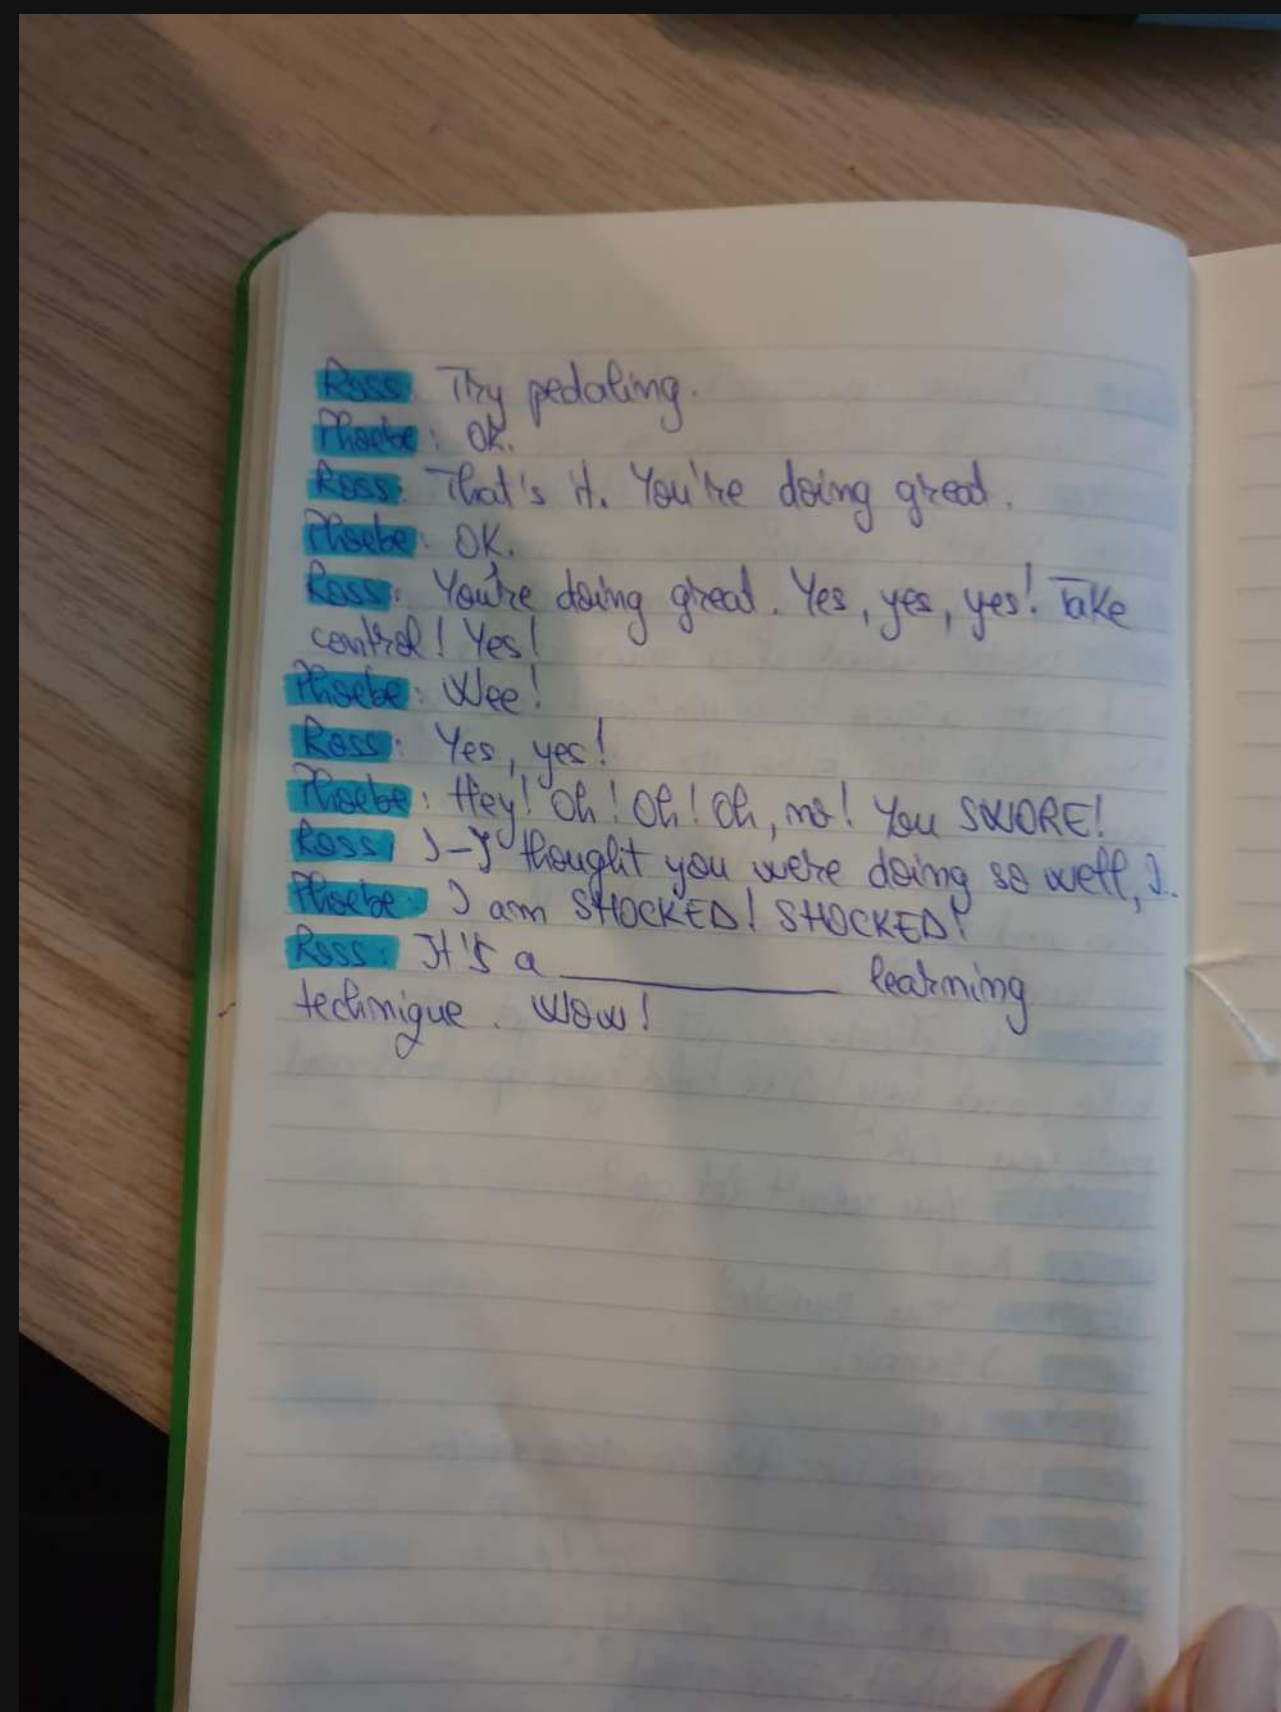 Ross: Try pedaling.
Phoebe: OK.
Ross: That's it. You're doing great.
Phoebe: OK.
Ross: You're doing great. Yes, yes, yes! Take
control! Yes!
Phoebe: Wee!
Ross: Yes, yes!
Phoebe: Hey! Oh! Oh! Oh, no! You SWORE!
Ross: I-I thought you were doing so well, I.
Phoebe: I am SHOCKED! SHOCKED!
Ross: It's a __________ learning
technique. Wow!